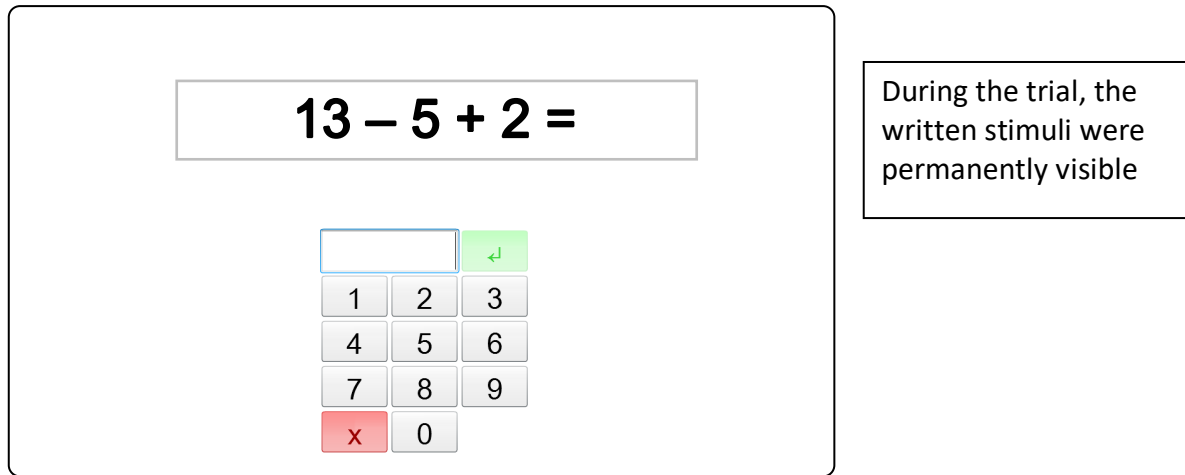 13 – 5 + 2 =
During the trial, the
written stimuli were
permanently visible
↵
1 2 3
4 5 6
7 8 9
x 0